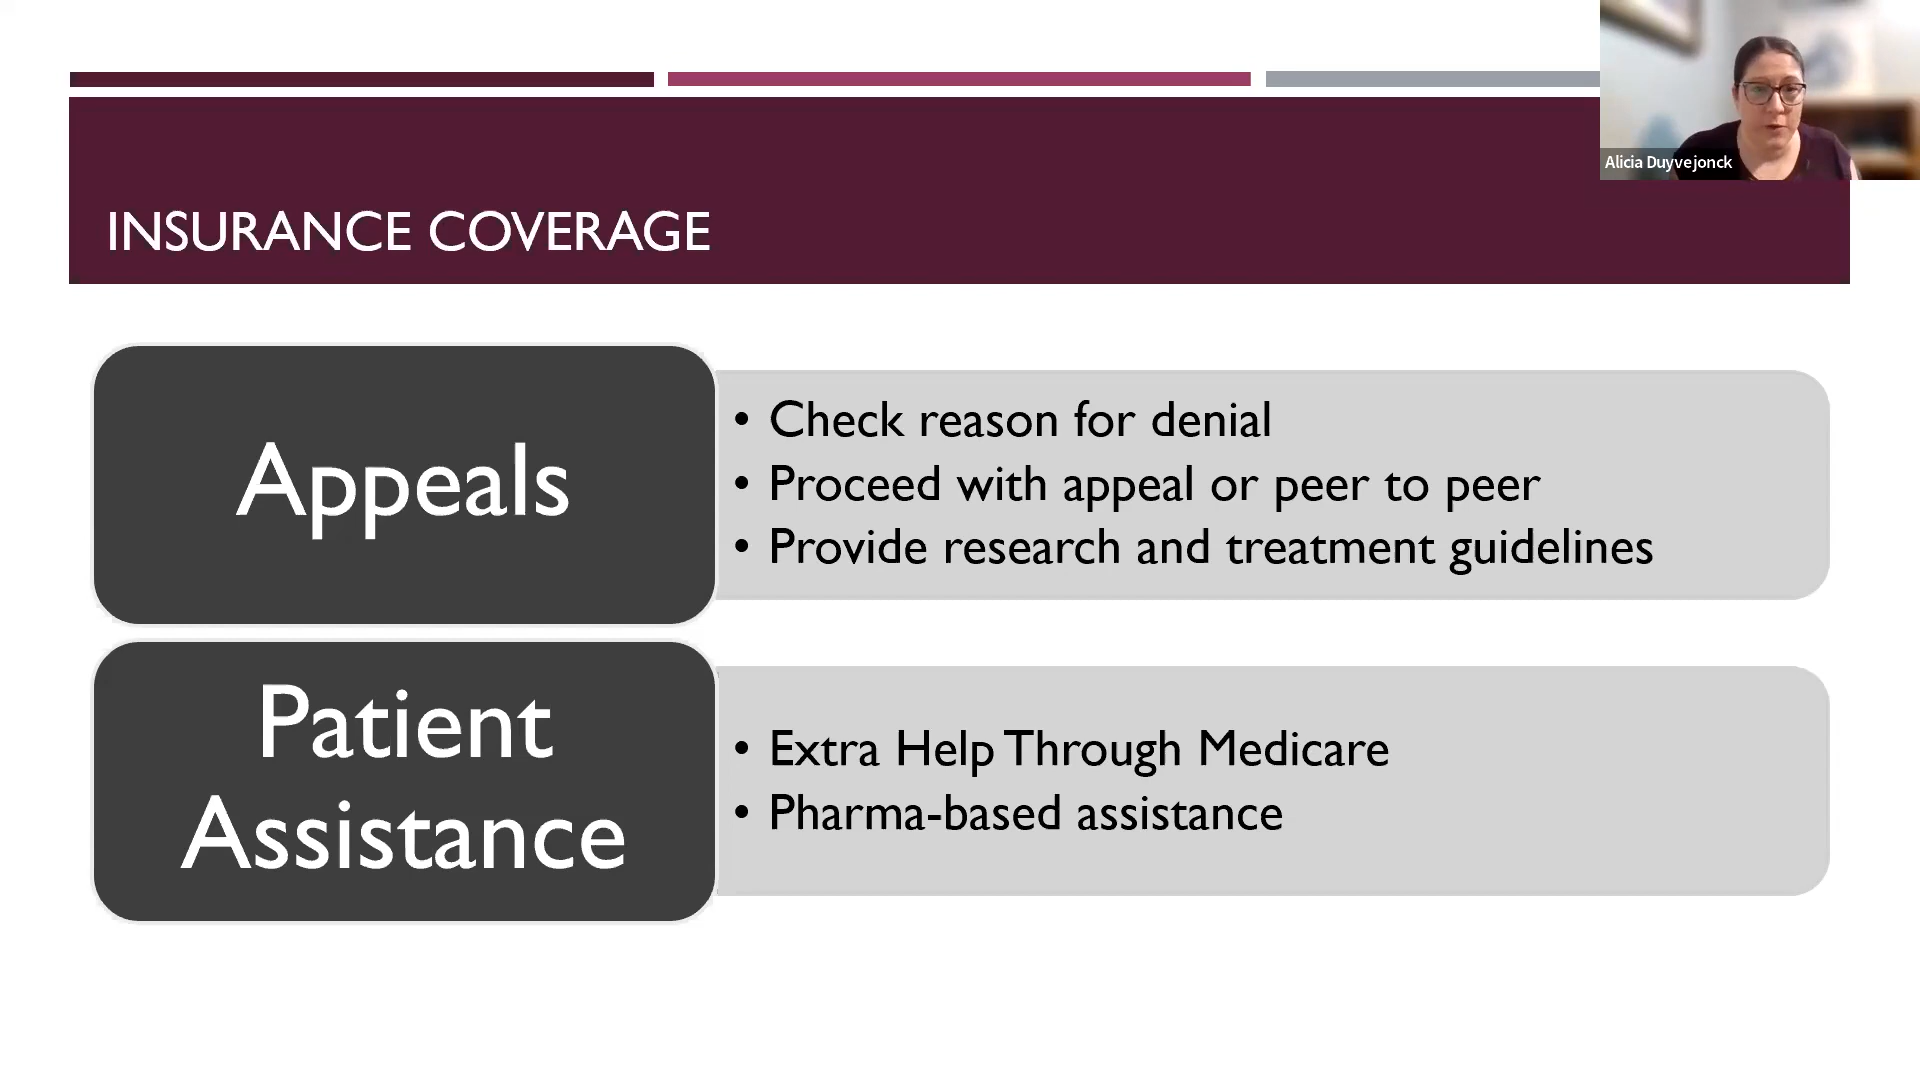 Alicia Duyvejonck
INSURANCE COVERAGE
Appeals
• Check reason for denial
• Proceed with appeal or peer to peer
• Provide research and treatment guidelines
Patient
Assistance
• Extra Help Through Medicare
• Pharma-based assistance